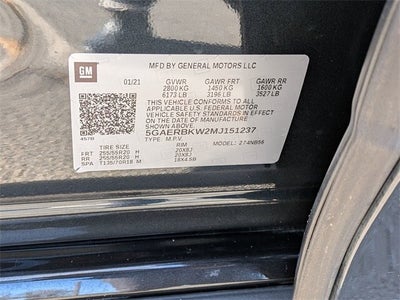 GM
MFD BY GENERAL MOTORS LLC
01/21 GVWR GAWR FRT GAWR RR
2800 KG 1450 KG 1600 KG
6173 LB 3196 LB 3527 LB
THIS VEHICLE CONFORMS TO ALL
APPLICABLE U.S. FEDERAL MOTOR
VEHICLE SAFETY STANDARDS IN EFFECT
ON THE DATE OF MANUFACTURE
SHOWN ABOVE.
5GAERBKW2MJ151237
TYPE: M.P.V. MODEL: 274NB56
TIRE SIZE RIM
FRT 255/55R20 H 20X8J
RR 255/55R20 H 20X8J
SPA T135/70R18 M 18X4.5B